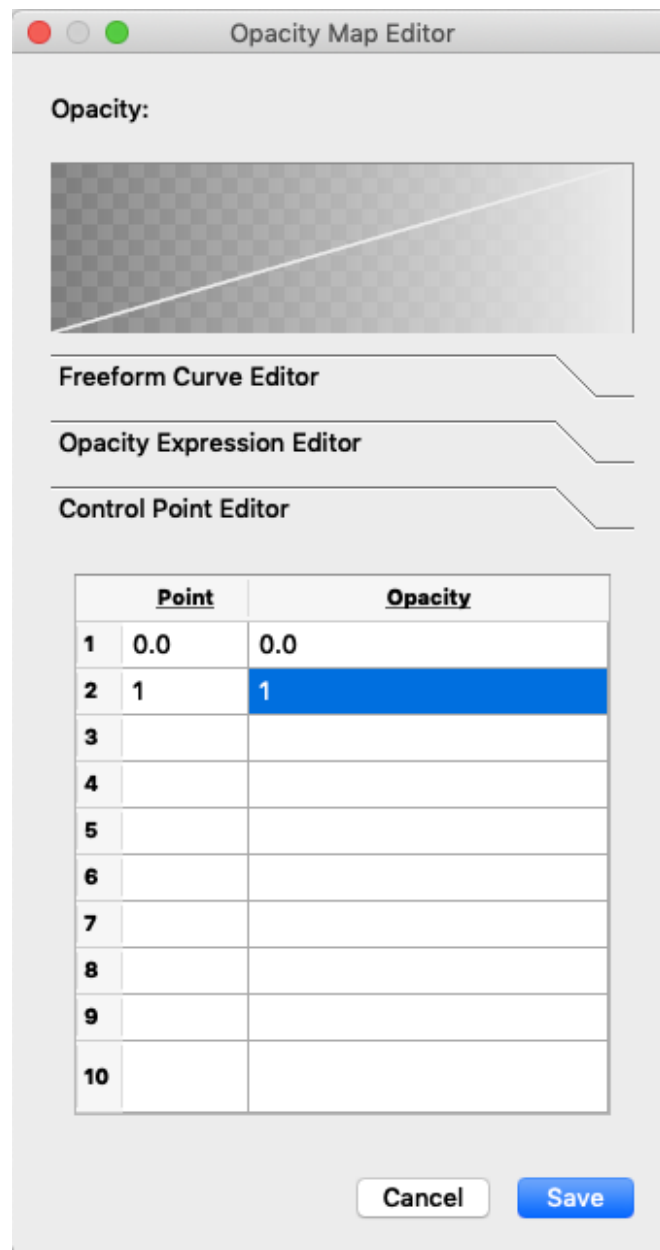 Opacity Map Editor
Opacity:
Freeform Curve Editor
Opacity Expression Editor
Control Point Editor
Point Opacity
1 0.0 0.0
2 1 1
3
4
5
6
7
8
9
10
Cancel Save